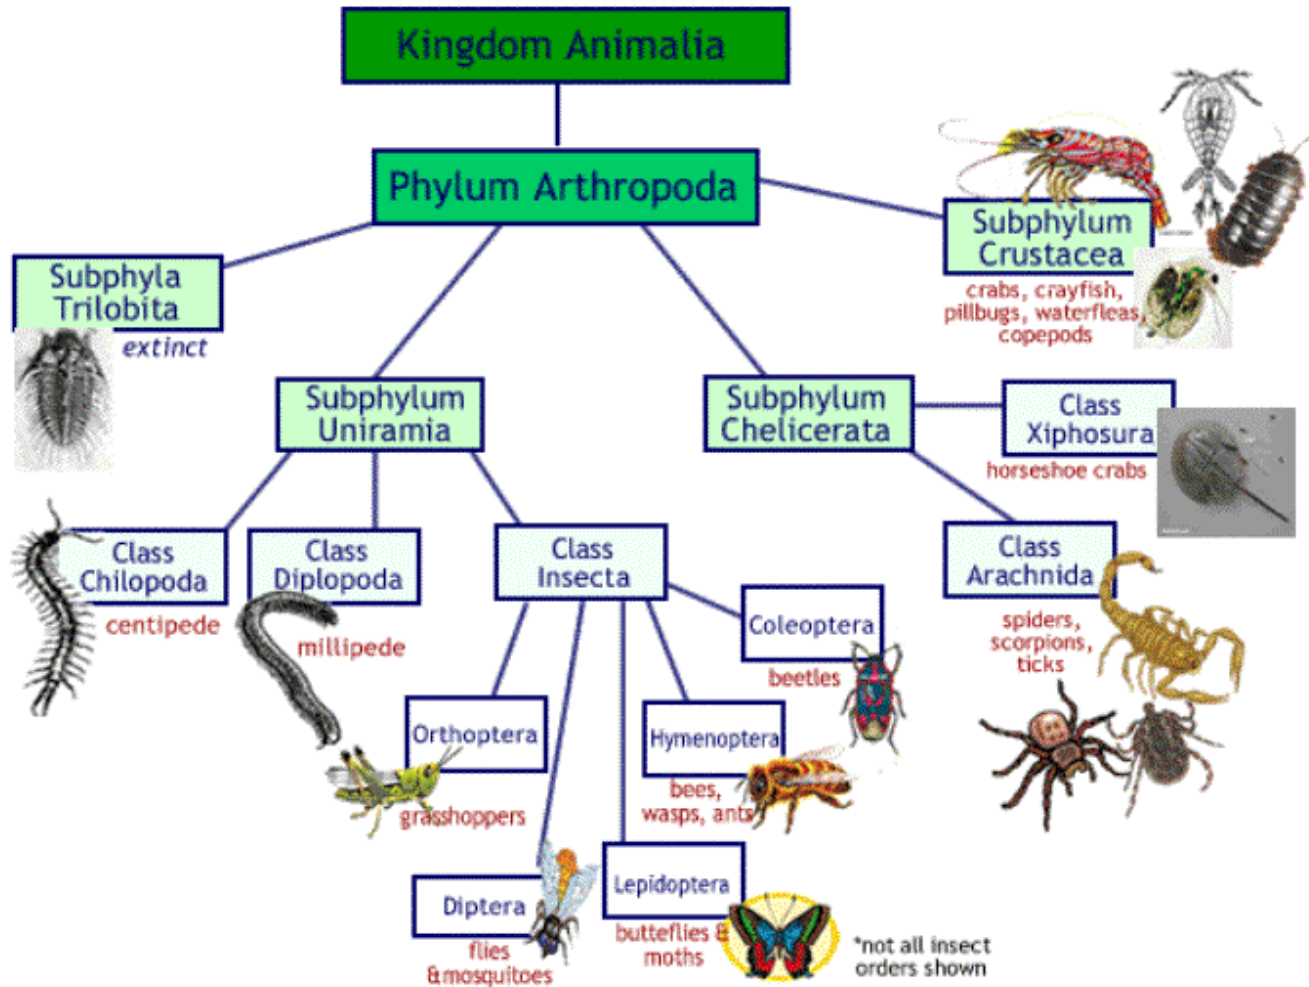 Kingdom Animalia
Phylum Arthropoda
Subphylum
Crustacea
crabs, crayfish,
pillbugs, waterfleas,
copepods
Subphyla
Trilobita
extinct
Subphylum
Uniramia
Subphylum
Chelicerata
Class
Xiphosura
horseshoe crabs
Class
Chilopoda
centipede
Class
Diplopoda
millipede
Class
Insecta
Class
Arachnida
spiders,
scorpions,
ticks
Coleoptera
beetles
Orthoptera
grasshoppers
Hymenoptera
bees,
wasps, ants
Diptera
flies
&mosquitoes
Lepidoptera
butteflies &
moths
*not all insect
orders shown